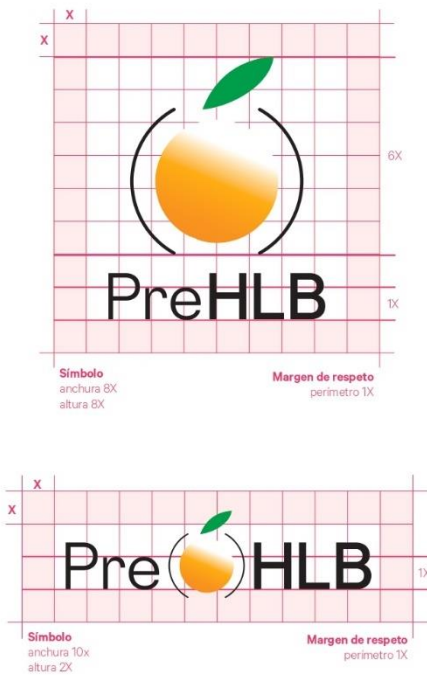 X
X
6X
PreHLB
1X
Símbolo
anchura 8X
altura 8X
Margen de respeto
perímetro 1X
X
X
Pre HLB
1X
Símbolo
anchura 10x
altura 2X
Margen de respeto
perímetro 1X